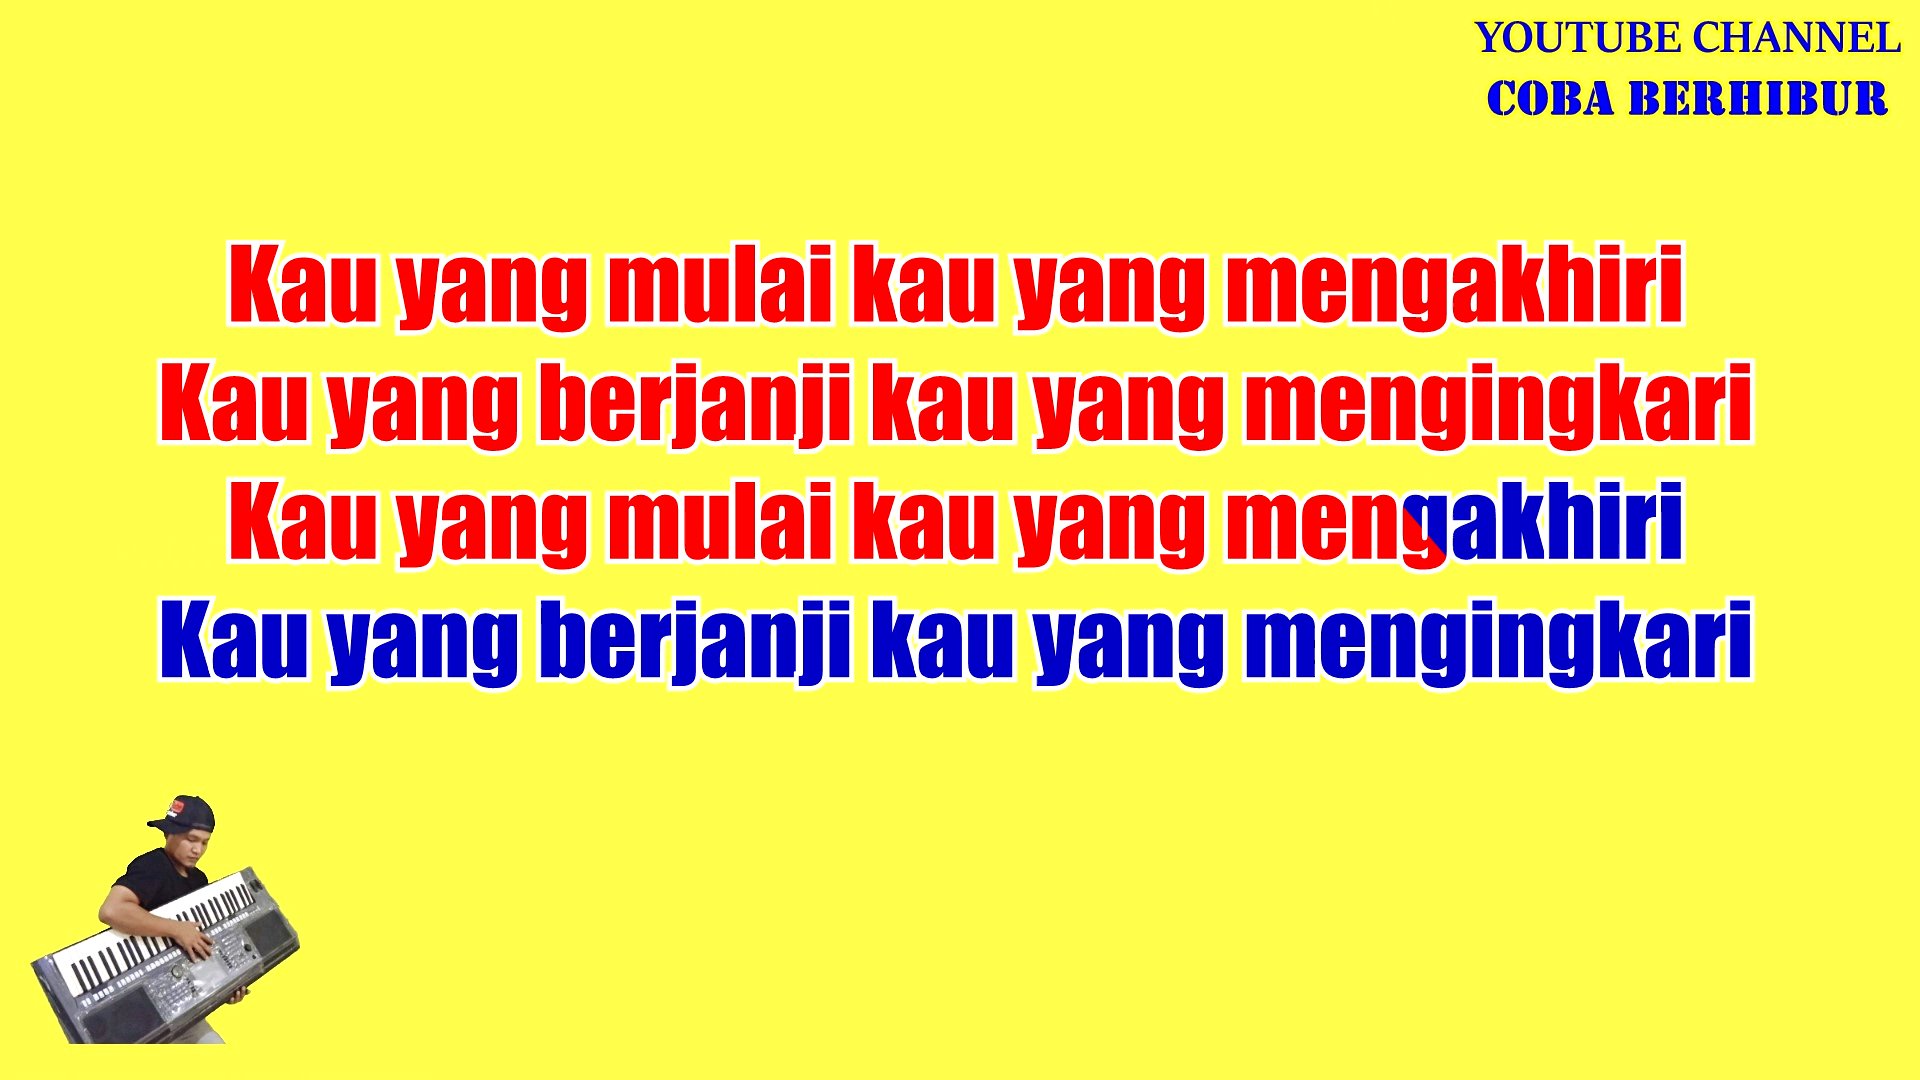 YOUTUBE CHANNEL
COBA BERHIBUR
Kau yang mulai kau yang mengakhiri
Kau yang berjanji kau yang mengingkari
Kau yang mulai kau yang mengakhiri
Kau yang berjanji kau yang mengingkari